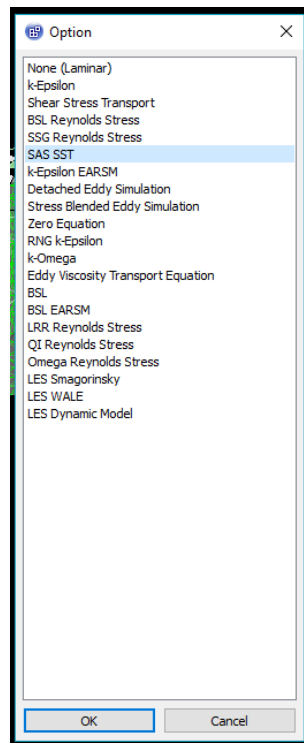 Option
None (Laminar)
k-Epsilon
Shear Stress Transport
BSL Reynolds Stress
SSG Reynolds Stress
SAS SST
k-Epsilon EARSM
Detached Eddy Simulation
Stress Blended Eddy Simulation
Zero Equation
RNG k-Epsilon
k-Omega
Eddy Viscosity Transport Equation
BSL
BSL EARSM
LRR Reynolds Stress
QI Reynolds Stress
Omega Reynolds Stress
LES Smagorinsky
LES WALE
LES Dynamic Model
OK Cancel